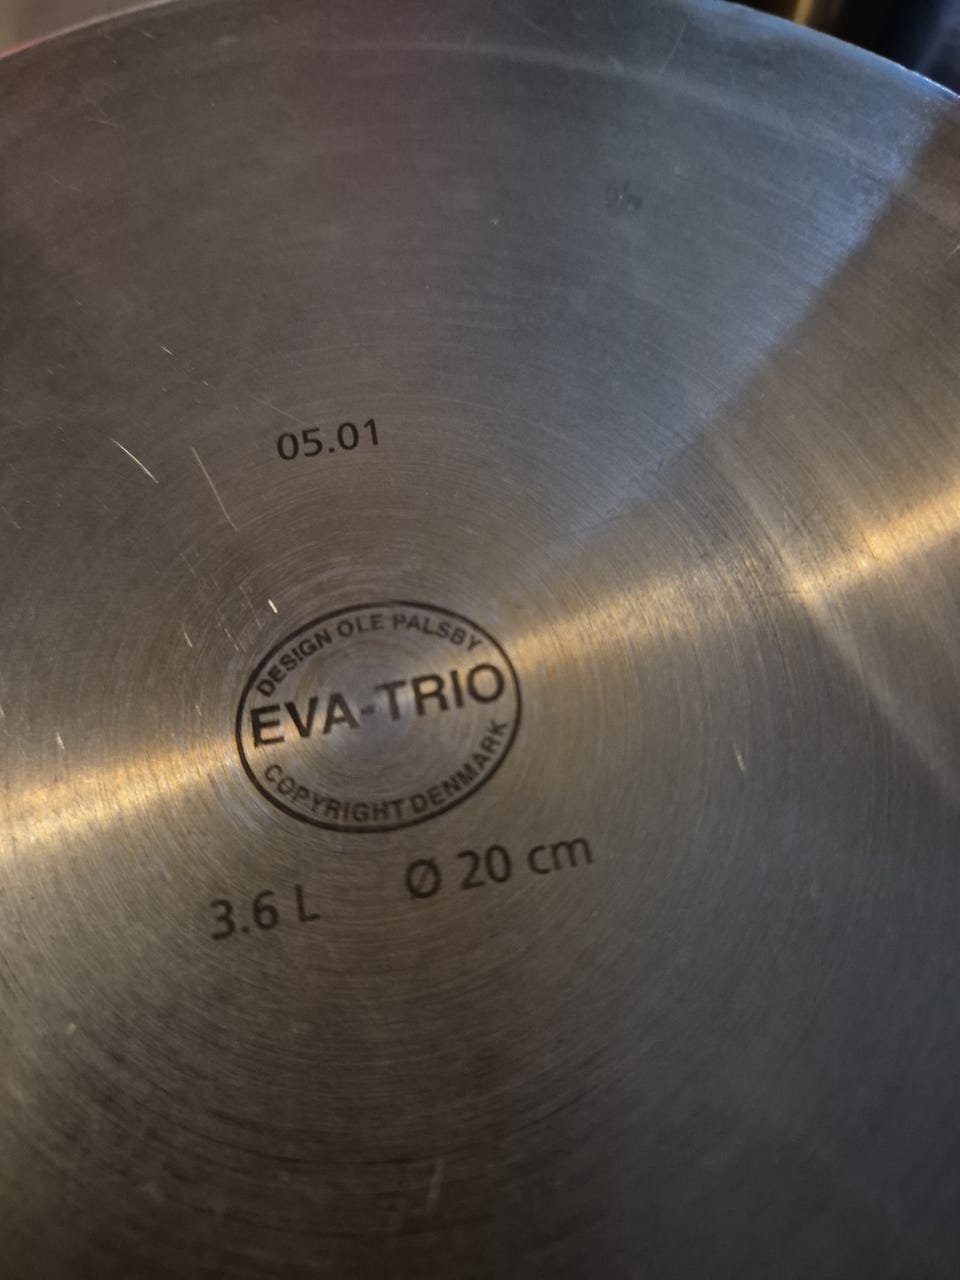 05.01
DESIGN OLE PALSBY
EVA-TRIO
COPYRIGHT DENMARK
3.6 L Ø 20 cm